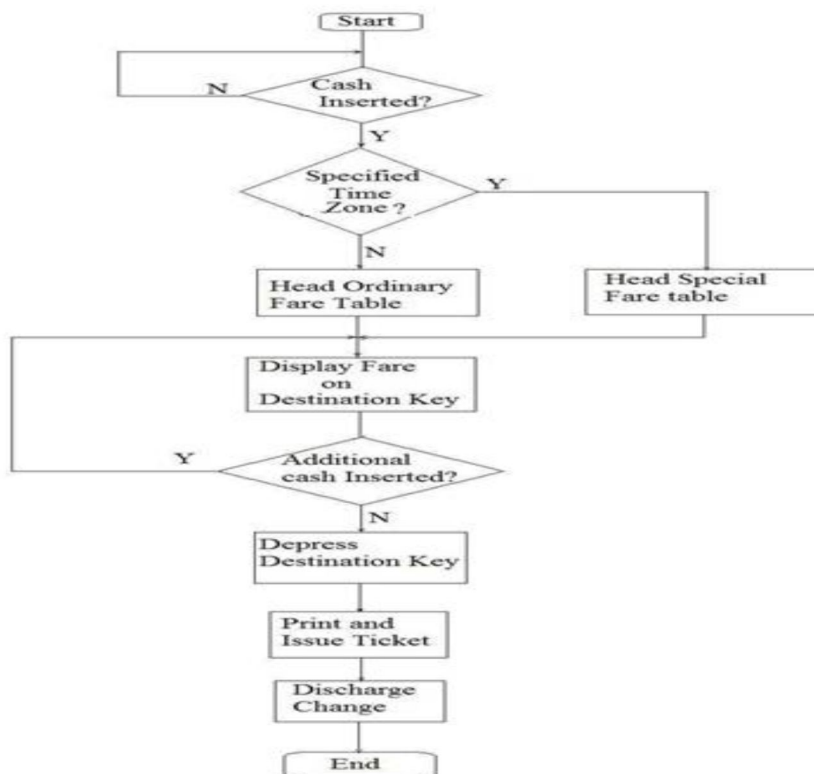 Start
N
Cash
Inserted?
Y
Specified
Time
Zone ?
Y
N
Head Ordinary
Fare Table
Head Special
Fare table
Display Fare
on
Destination Key
Y
Additional
cash Inserted?
N
Depress
Destination Key
Print and
Issue Ticket
Discharge
Change
End